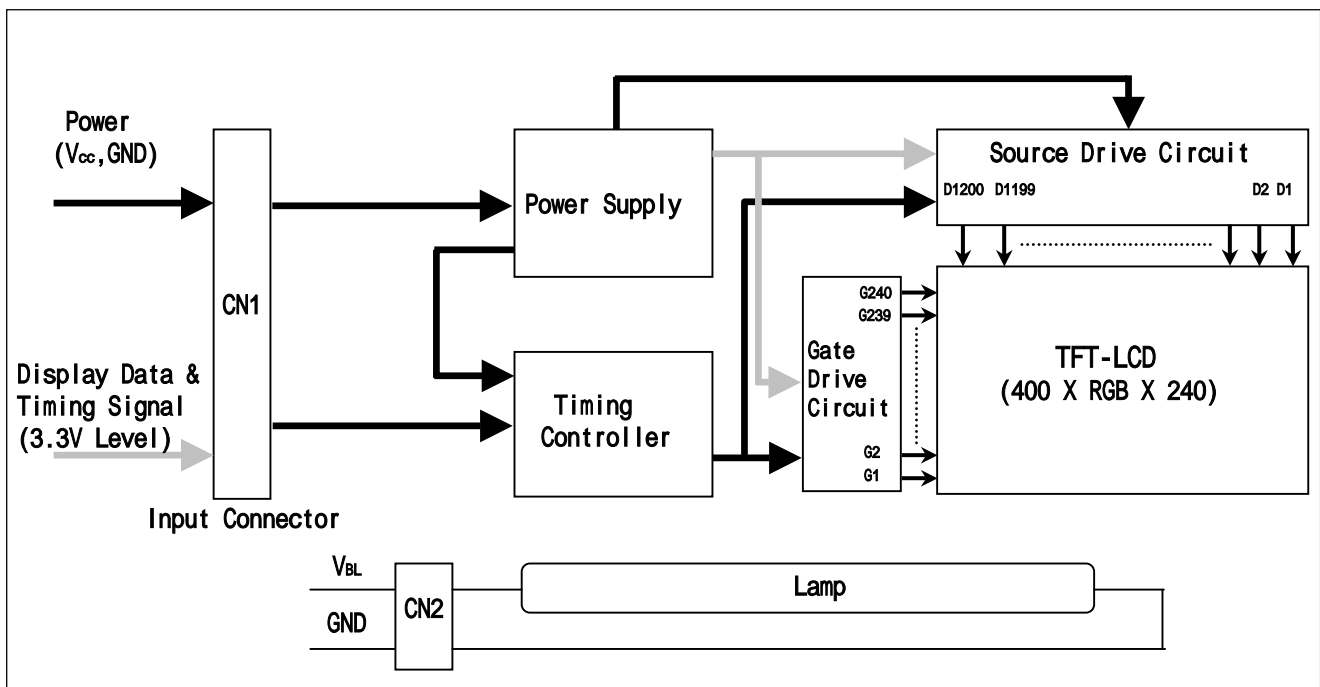 Power
(Vcc,GND)
CN1
Power Supply
Source Drive Circuit
D1200 D1199 D2 D1
G240
G239
Gate
Drive
Circuit
G2
G1
TFT-LCD
(400 X RGB X 240)
Display Data &
Timing Signal
(3.3V Level)
Timing
Controller
Input Connector
VBL
GND
CN2
Lamp